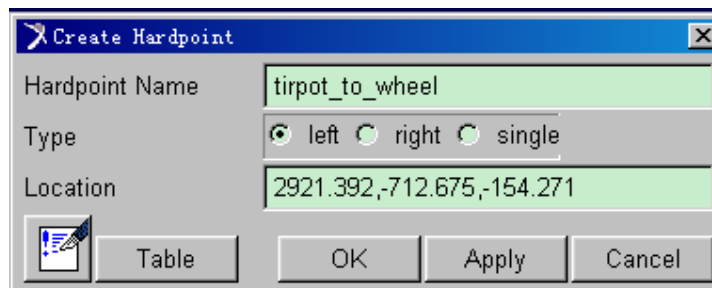 Create Hardpoint
Hardpoint Name tirpot_to_wheel
Type left right single
Location 2921.392,-712.675,-154.271
Table OK Apply Cancel